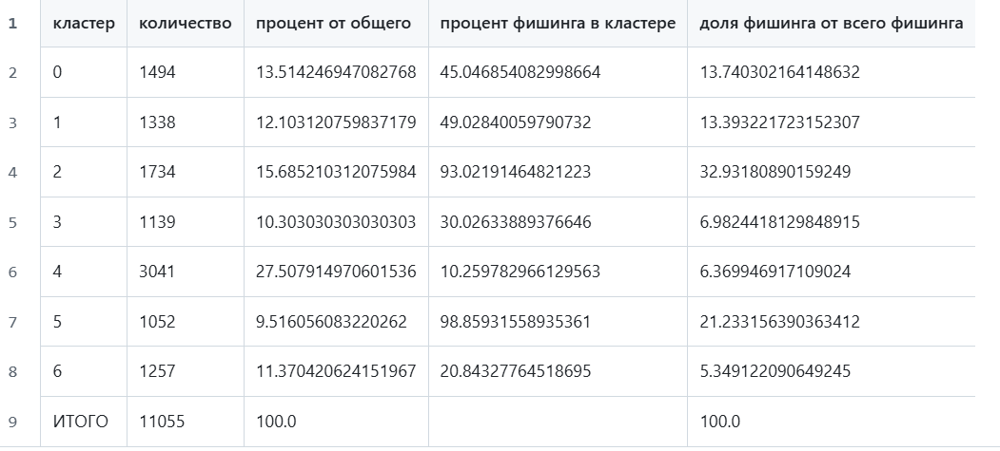 1 кластер количество процент от общего процент фишинга в кластере доля фишинга от всего фишинга
2 0 1494 13.514246947082768 45.046854082998664 13.740302164148632
3 1 1338 12.103120759837179 49.02840059790732 13.393221723152307
4 2 1734 15.685210312075984 93.02191464821223 32.93180890159249
5 3 1139 10.303030303030303 30.02633889376646 6.9824418129848915
6 4 3041 27.507914970601536 10.259782966129563 6.369946917109024
7 5 1052 9.516056083220262 98.85931558935361 21.233156390363412
8 6 1257 11.370420624151967 20.84327764518695 5.349122090649245
9 ИТОГО 11055 100.0 100.0